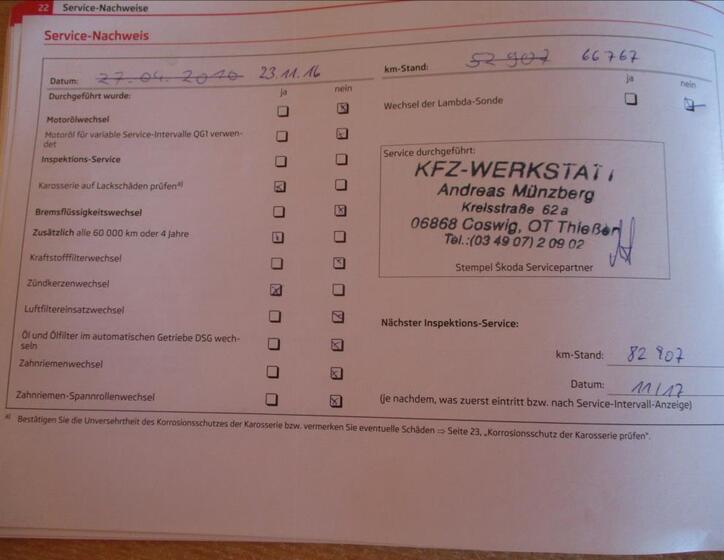 22 Service-Nachweise
Service-Nachweis
Datum: 27.04.2010 23.11.16
km-Stand: 52 907 66767
Durchgeführt wurde:
ja nein
ja nein
Motorölwechsel
Wechsel der Lambda-Sonde
Motoröl für variable Service-Intervalle QG1 verwen-
det
Inspektions-Service
Karosserie auf Lackschäden prüfen a)
Bremsflüssigkeitswechsel
Zusätzlich alle 60 000 km oder 4 Jahre
Kraftstofffilterwechsel
Zündkerzenwechsel
Luftfiltereinsatzwechsel
Öl und Ölfilter im automatischen Getriebe DSG wech-
seln
Zahnriemenwechsel
Zahnriemen-Spannrollenwechsel
Service durchgeführt:
KFZ-WERKSTATT
Andreas Münzberg
Kreisstraße 62a
06868 Coswig, OT Thießen
Tel.:(03 49 07) 2 09 02
Stempel Škoda Servicepartner
Nächster Inspektions-Service:
km-Stand: 82 907
Datum: 11/17
(je nachdem, was zuerst eintritt bzw. nach Service-Intervall-Anzeige)
a) Bestätigen Sie die Unversehrtheit des Korrosionsschutzes der Karosserie bzw. vermerken Sie eventuelle Schäden ⇒ Seite 23, „Korrosionsschutz der Karosserie prüfen".